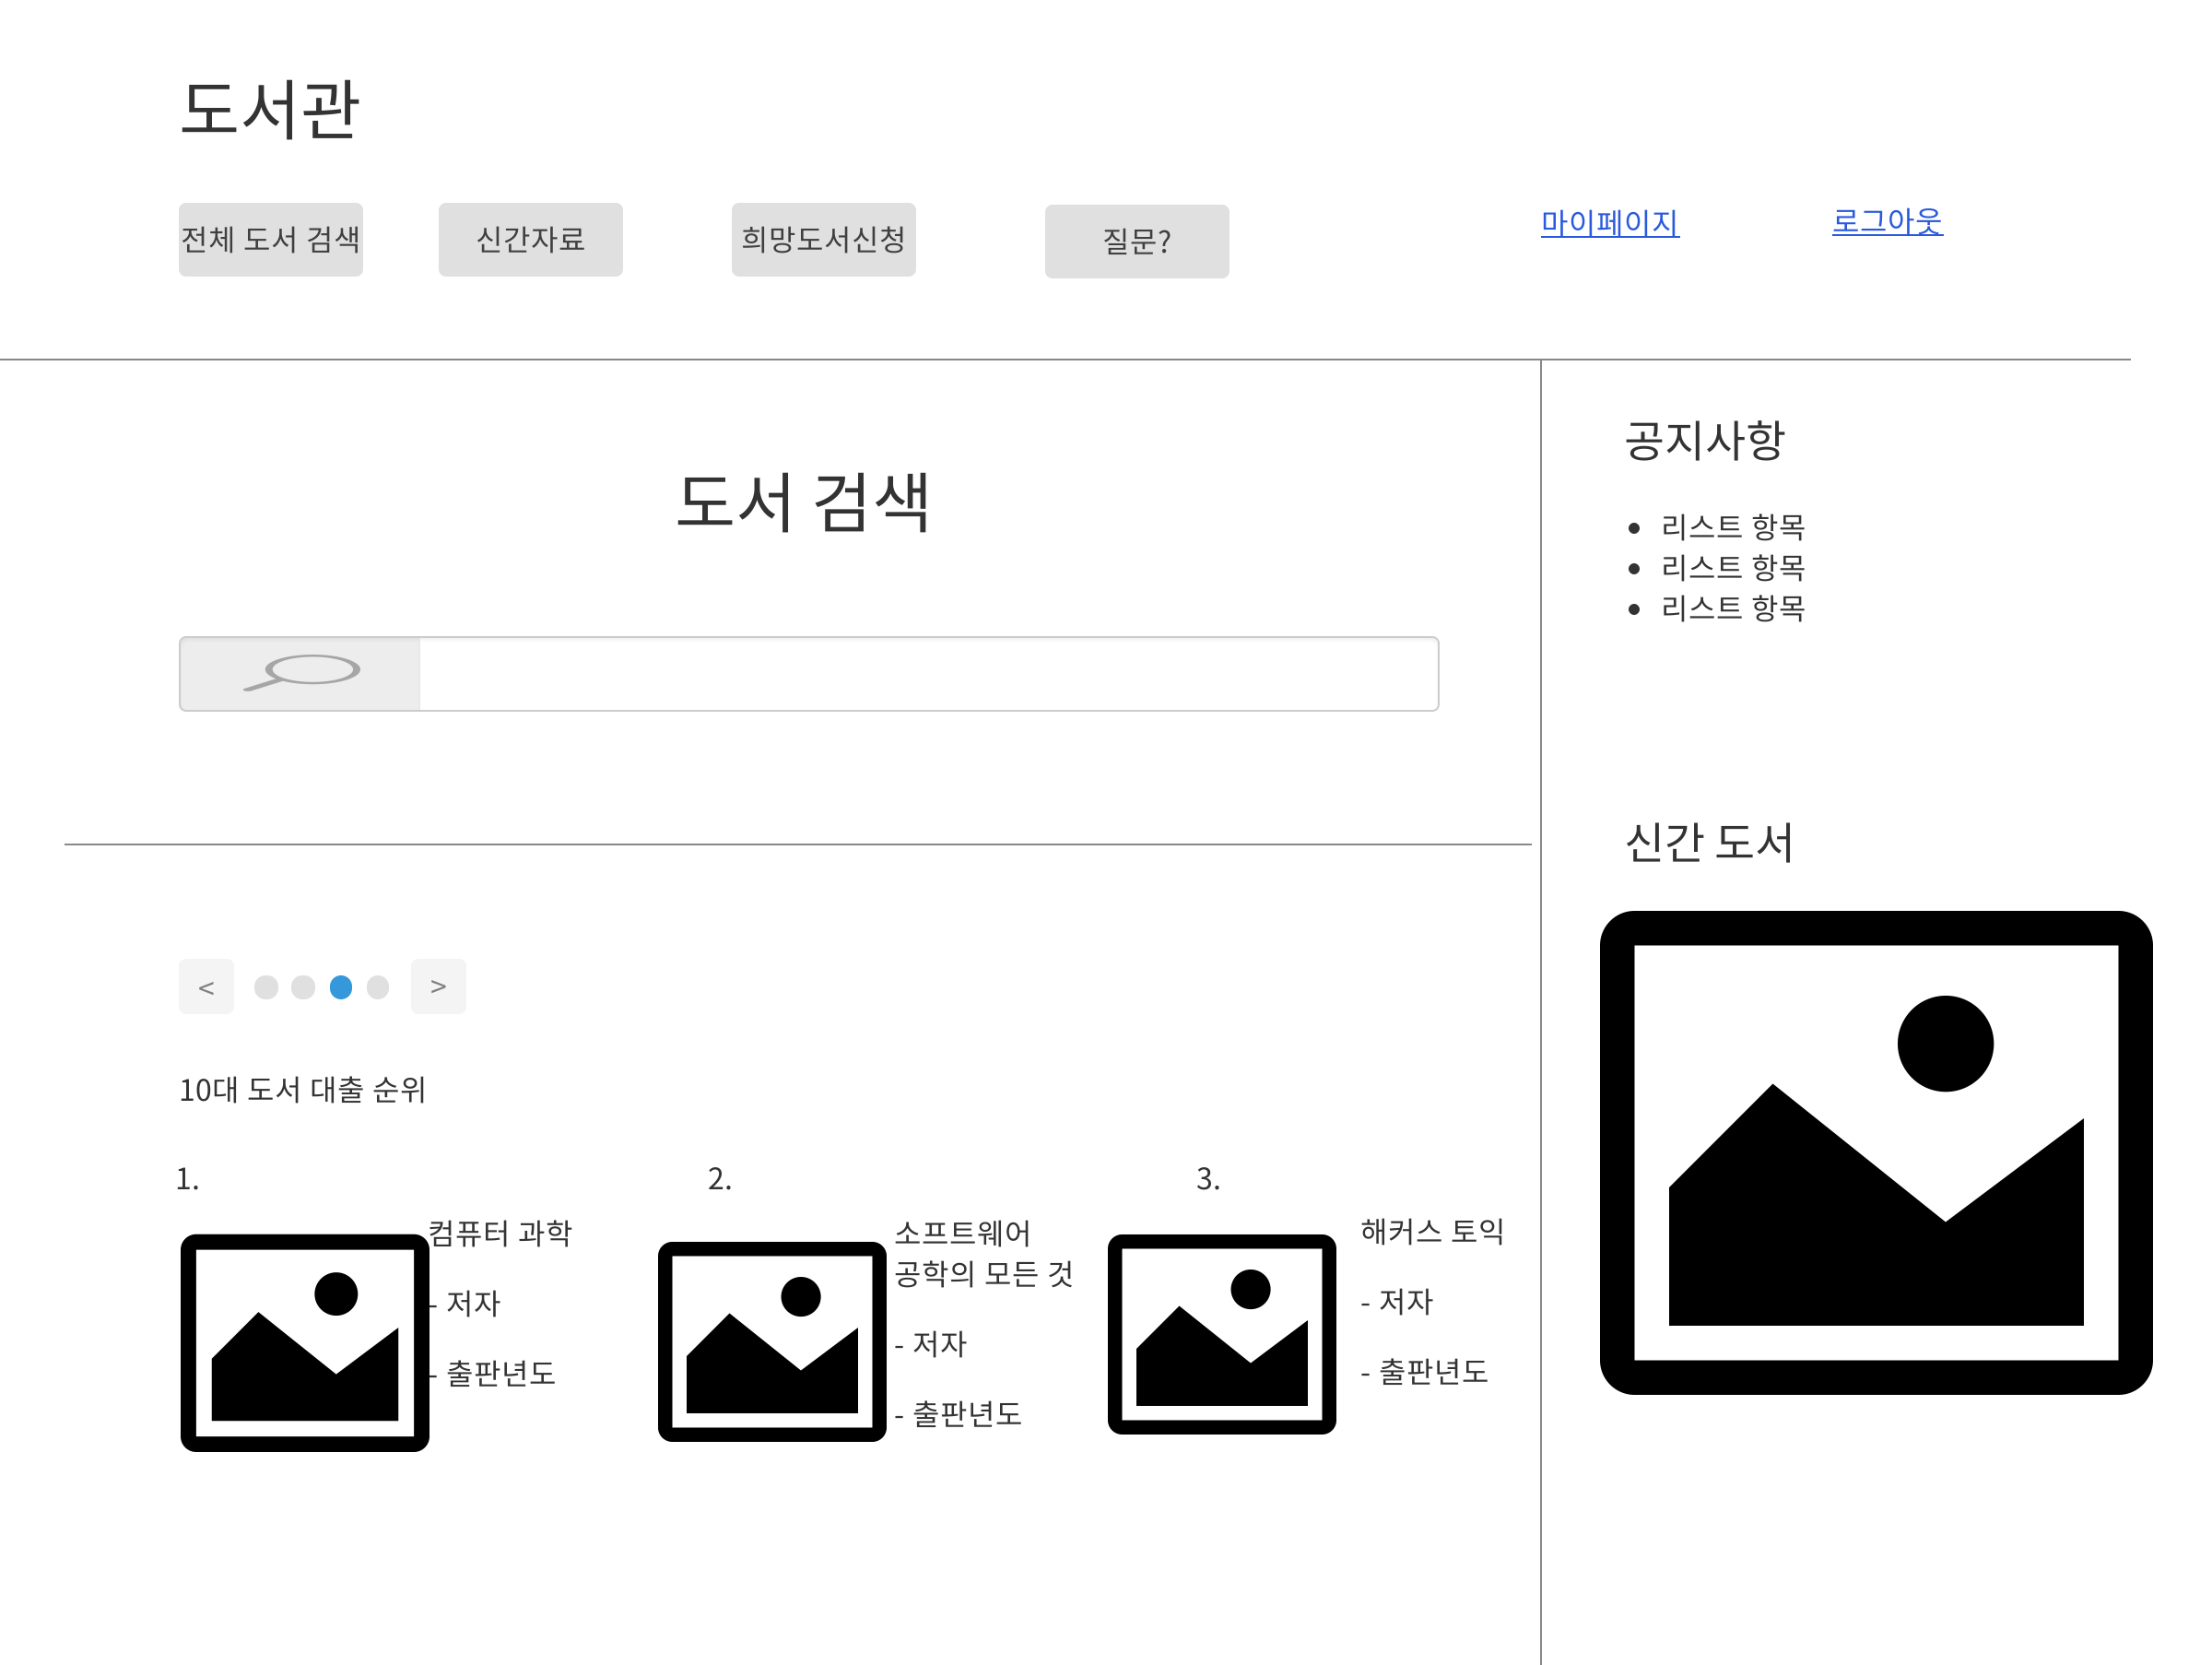 도서관
전체 도서 검색
신간자료
희망도서신청
질문?
마이페이지
로그아웃
도서 검색
공지사항
• 리스트 항목
• 리스트 항목
• 리스트 항목
신간 도서
<
>
10대 도서 대출 순위
1.
컴퓨터 과학
- 저자
- 출판년도
2.
소프트웨어
공학의 모든 것
- 저자
- 출판년도
3.
해커스 토익
- 저자
- 출판년도